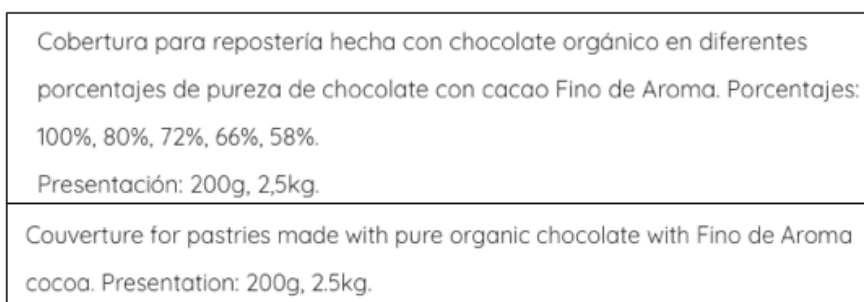 Cobertura para repostería hecha con chocolate orgánico en diferentes
porcentajes de pureza de chocolate con cacao Fino de Aroma. Porcentajes:
100%, 80%, 72%, 66%, 58%.
Presentación: 200g, 2,5kg.
Couverture for pastries made with pure organic chocolate with Fino de Aroma
cocoa. Presentation: 200g, 2.5kg.